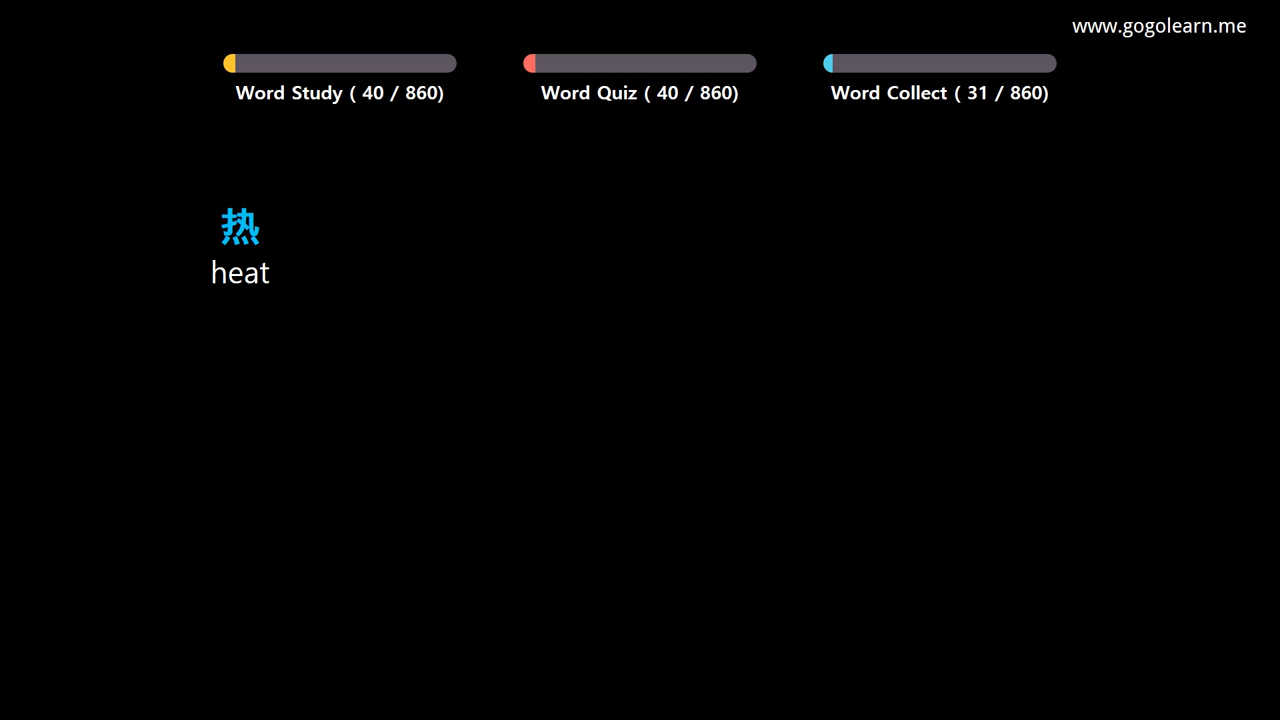 www.gogolearn.me
Word Study ( 40 / 860)
Word Quiz ( 40 / 860)
Word Collect ( 31 / 860)
热
heat